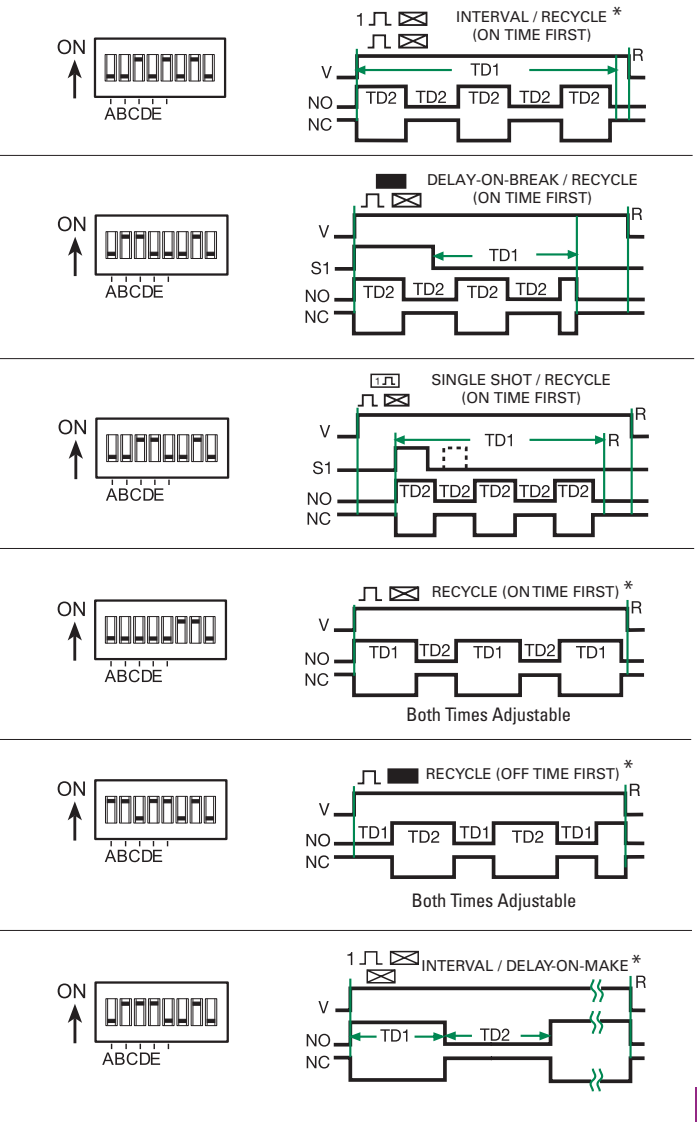 ON
ABCDE
1 INTERVAL / RECYCLE *
(ON TIME FIRST)
R
V
TD1
NO
TD2 TD2 TD2 TD2 TD2
NC
ON
ABCDE
DELAY-ON-BREAK / RECYCLE
(ON TIME FIRST)
R
V
S1
TD1
NO
TD2 TD2 TD2 TD2
NC
ON
ABCDE
1
SINGLE SHOT / RECYCLE
(ON TIME FIRST)
R
V
TD1 R
S1
NO
TD2 TD2 TD2 TD2 TD2
NC
ON
ABCDE
RECYCLE (ON TIME FIRST) *
R
V
NO
TD1 TD2 TD1 TD2 TD1
NC
Both Times Adjustable
ON
ABCDE
RECYCLE (OFF TIME FIRST) *
R
V
NO
TD1 TD2 TD1 TD2 TD1
NC
Both Times Adjustable
ON
ABCDE
1
INTERVAL / DELAY-ON-MAKE *
R
V
NO
TD1 TD2
NC